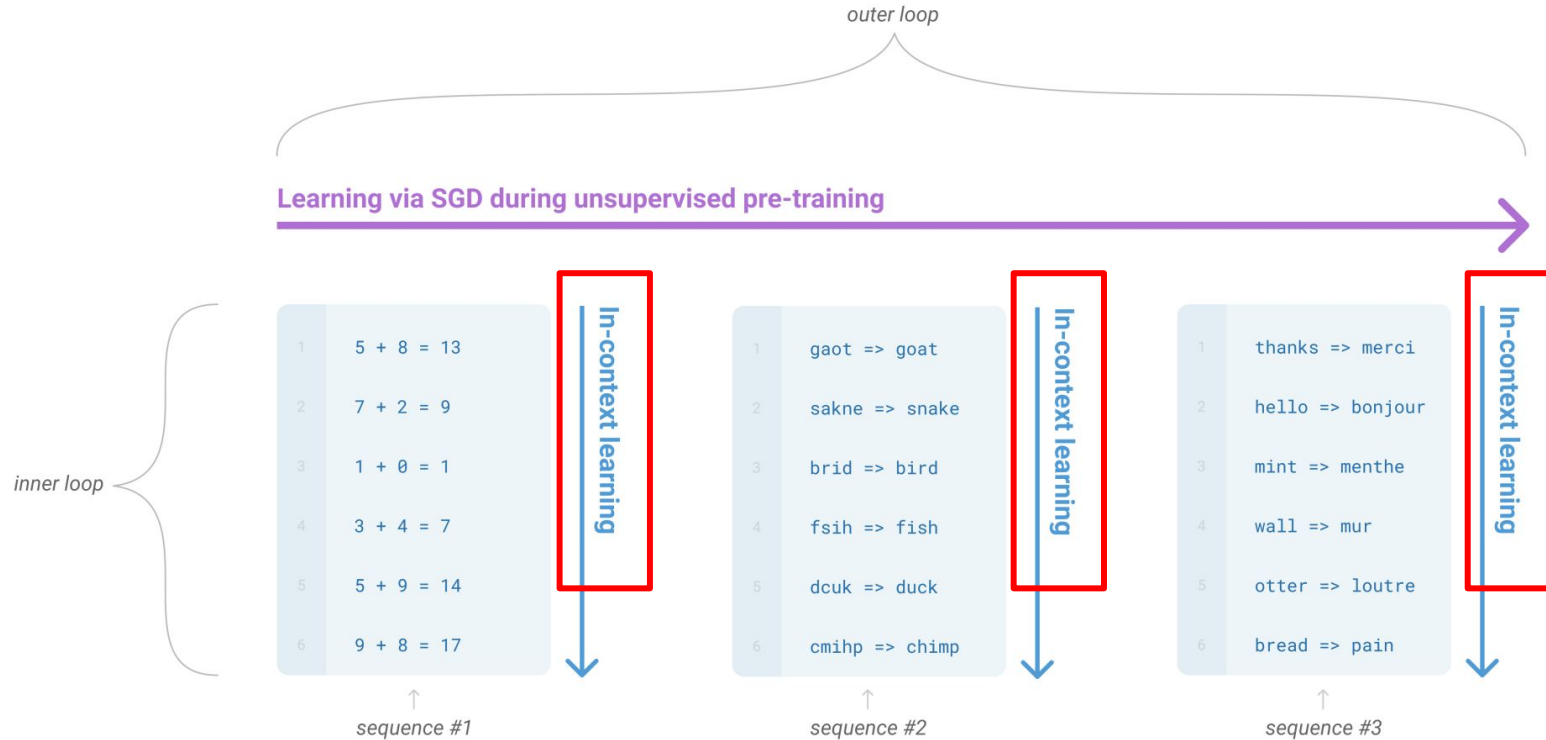 outer loop
Learning via SGD during unsupervised pre-training
inner loop
1 5 + 8 = 13
2 7 + 2 = 9
3 1 + 0 = 1
4 3 + 4 = 7
5 5 + 9 = 14
6 9 + 8 = 17
In-context learning
sequence #1
1 gaot => goat
2 sakne => snake
3 brid => bird
4 fsih => fish
5 dcuk => duck
6 cmihp => chimp
In-context learning
sequence #2
1 thanks => merci
2 hello => bonjour
3 mint => menthe
4 wall => mur
5 otter => loutre
6 bread => pain
In-context learning
sequence #3